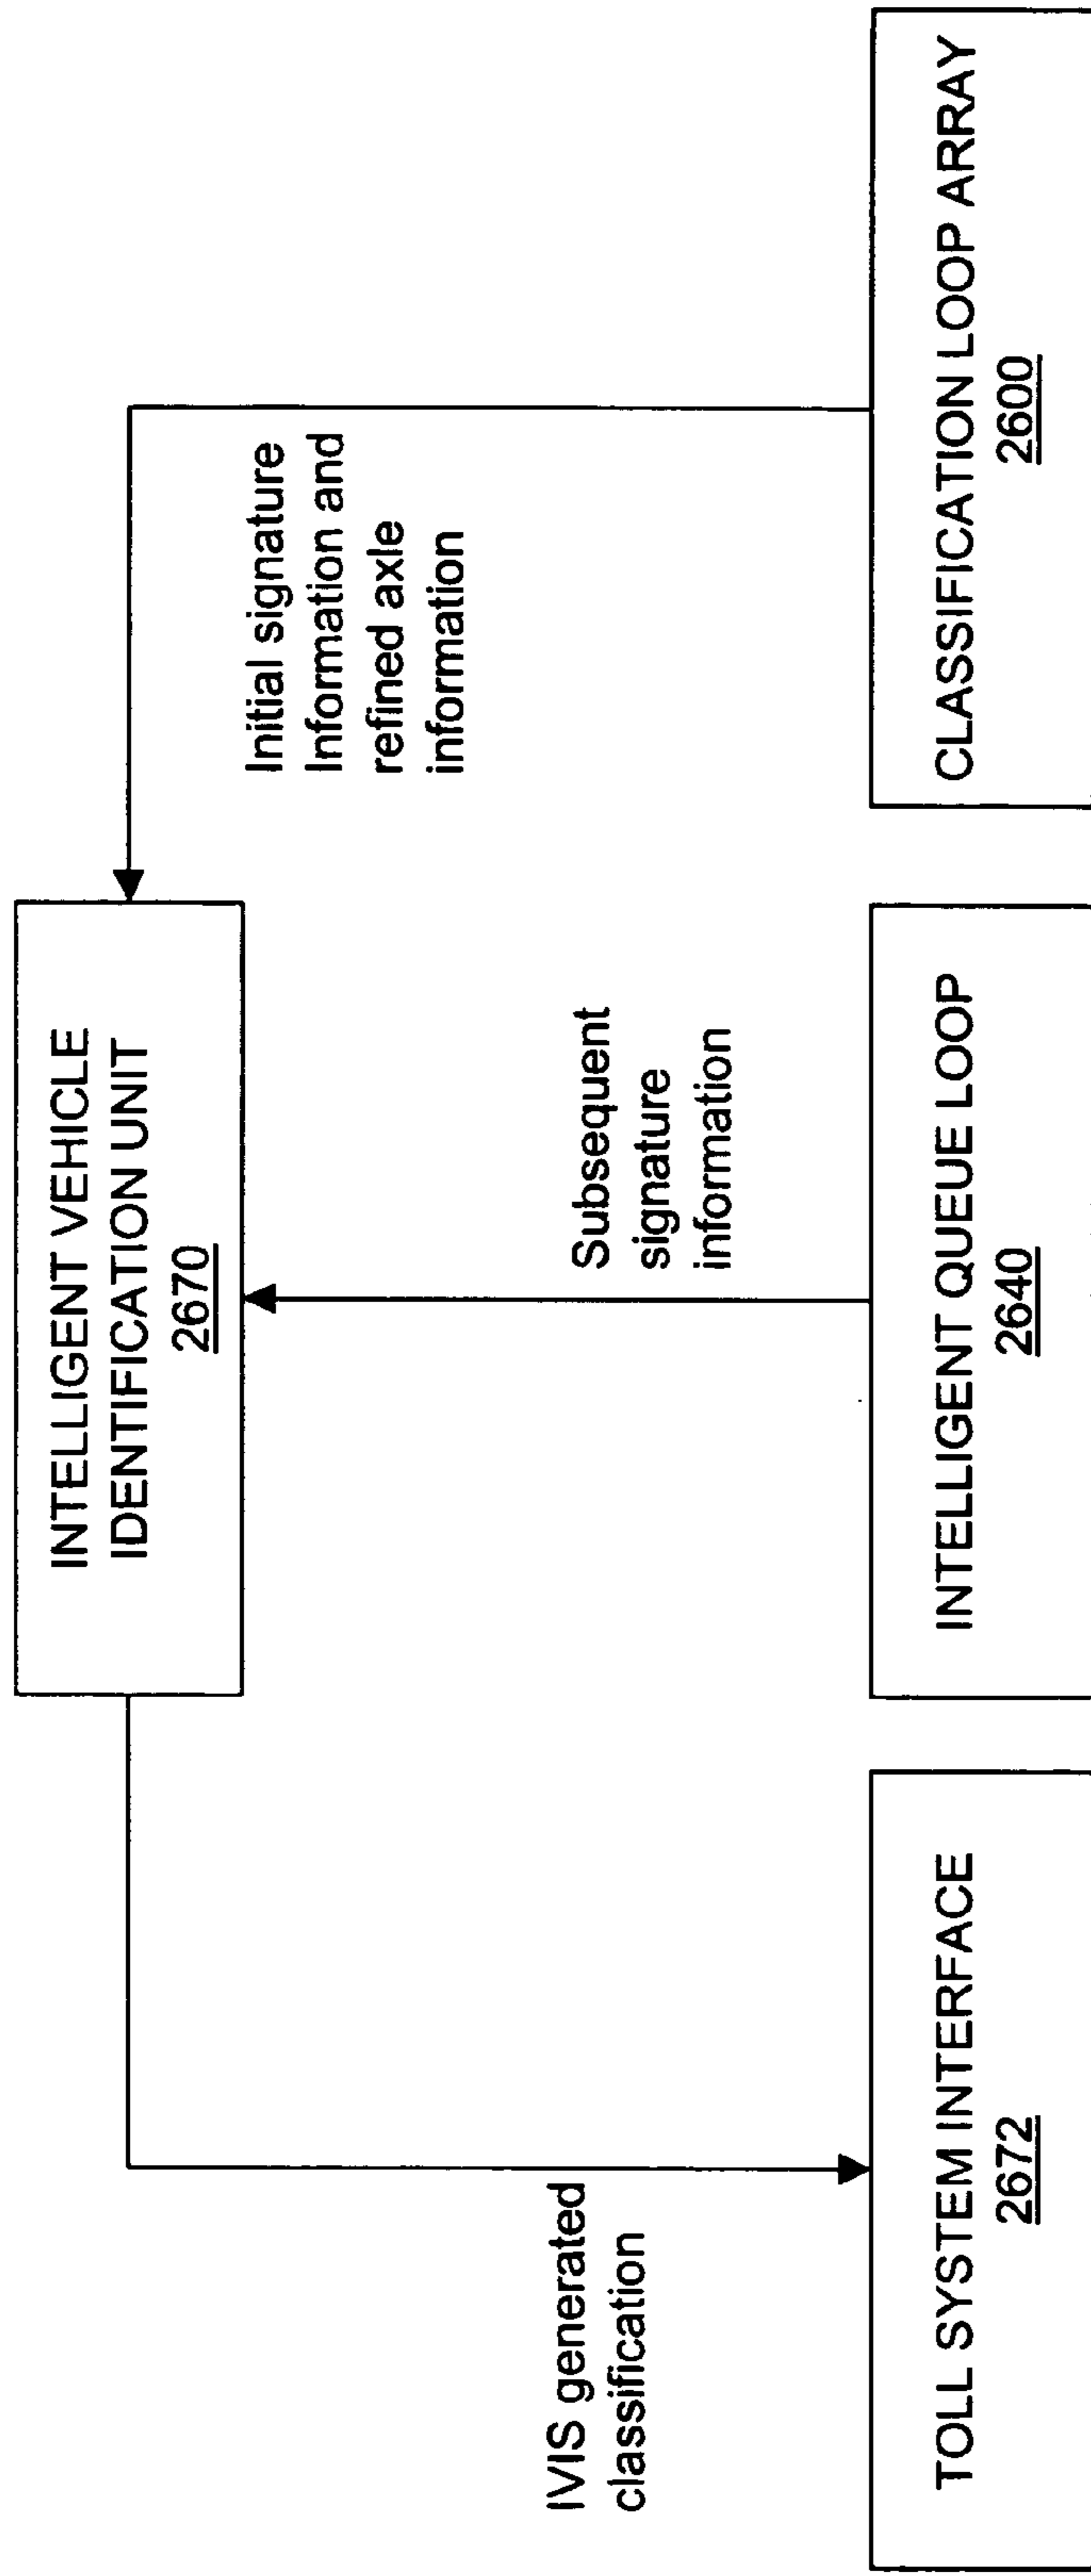 INTELLIGENT VEHICLE
IDENTIFICATION UNIT
2670
IVIS generated
classification
Subsequent
signature
information
Initial signature
Information and
refined axle
information
TOLL SYSTEM INTERFACE
2672
INTELLIGENT QUEUE LOOP
2640
CLASSIFICATION LOOP ARRAY
2600